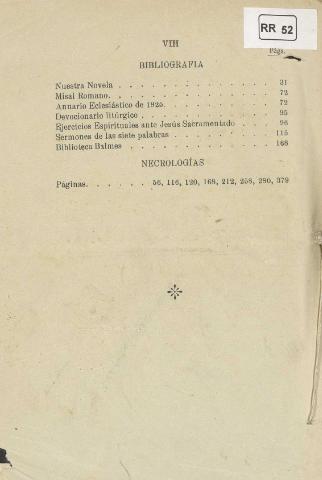 RR 52
VIII
Págs.
BIBLIOGRAFIA
Nuestra Novela . . . . . . . . . . . . 31
Misal Romano. . . . . . . . . . . . . 72
Annario Eclesiástico de 1925. . . . . . . . . 72
Devocionario litúrgico . . . . . . . . . . . 95
Ejercicios Espirituales ante Jesús Sacramentado . . . 96
Sermones de las siete palabras . . . . . . . . 115
Biblioteca Balmes . . . . . . . . . . . . 168
NECROLOGÍAS
Páginas. . . . . . 56, 116, 120, 168, 212, 258, 280, 379